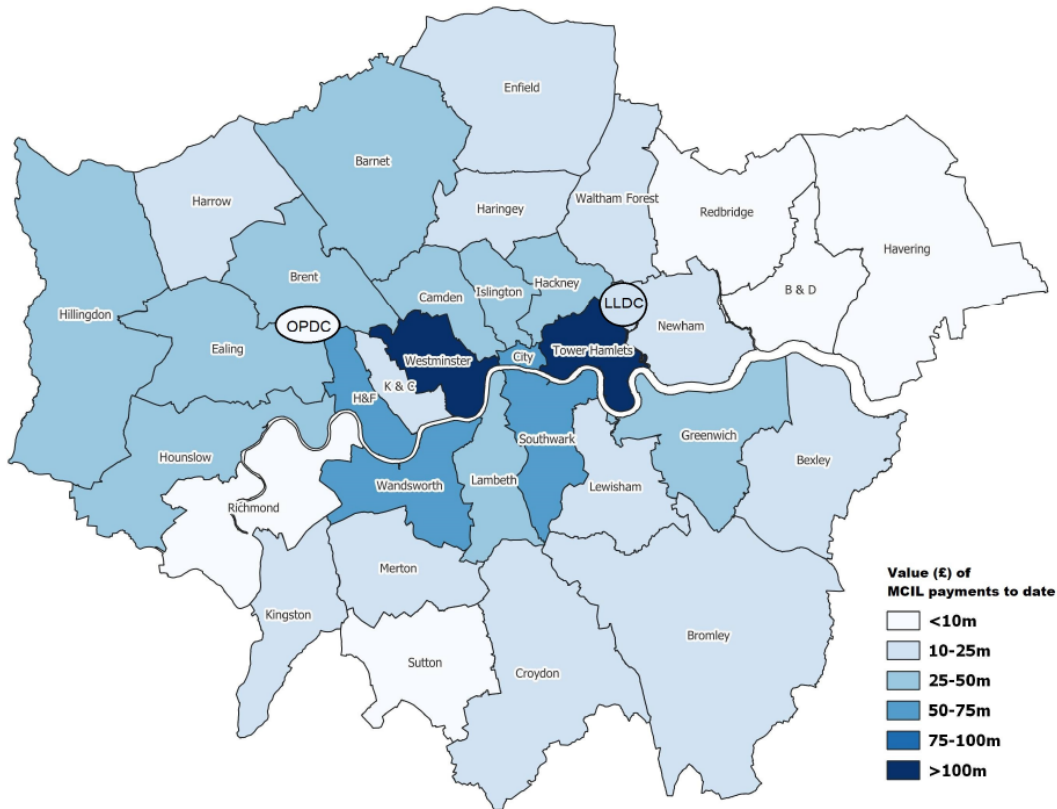 Enfield
Barnet
Harrow
Haringey
Waltham Forest
Redbridge
Havering
Brent
Camden
Islington
Hackney
B & D
Hillingdon
OPDC
LLDC
Newham
Ealing
Westminster
City
Tower Hamlets
K & C
H&F
Hounslow
Southwark
Greenwich
Wandsworth
Lambeth
Lewisham
Bexley
Richmond
Merton
Kingston
Sutton
Croydon
Bromley
Value (£) of
MCIL payments to date
<10m
10-25m
25-50m
50-75m
75-100m
>100m